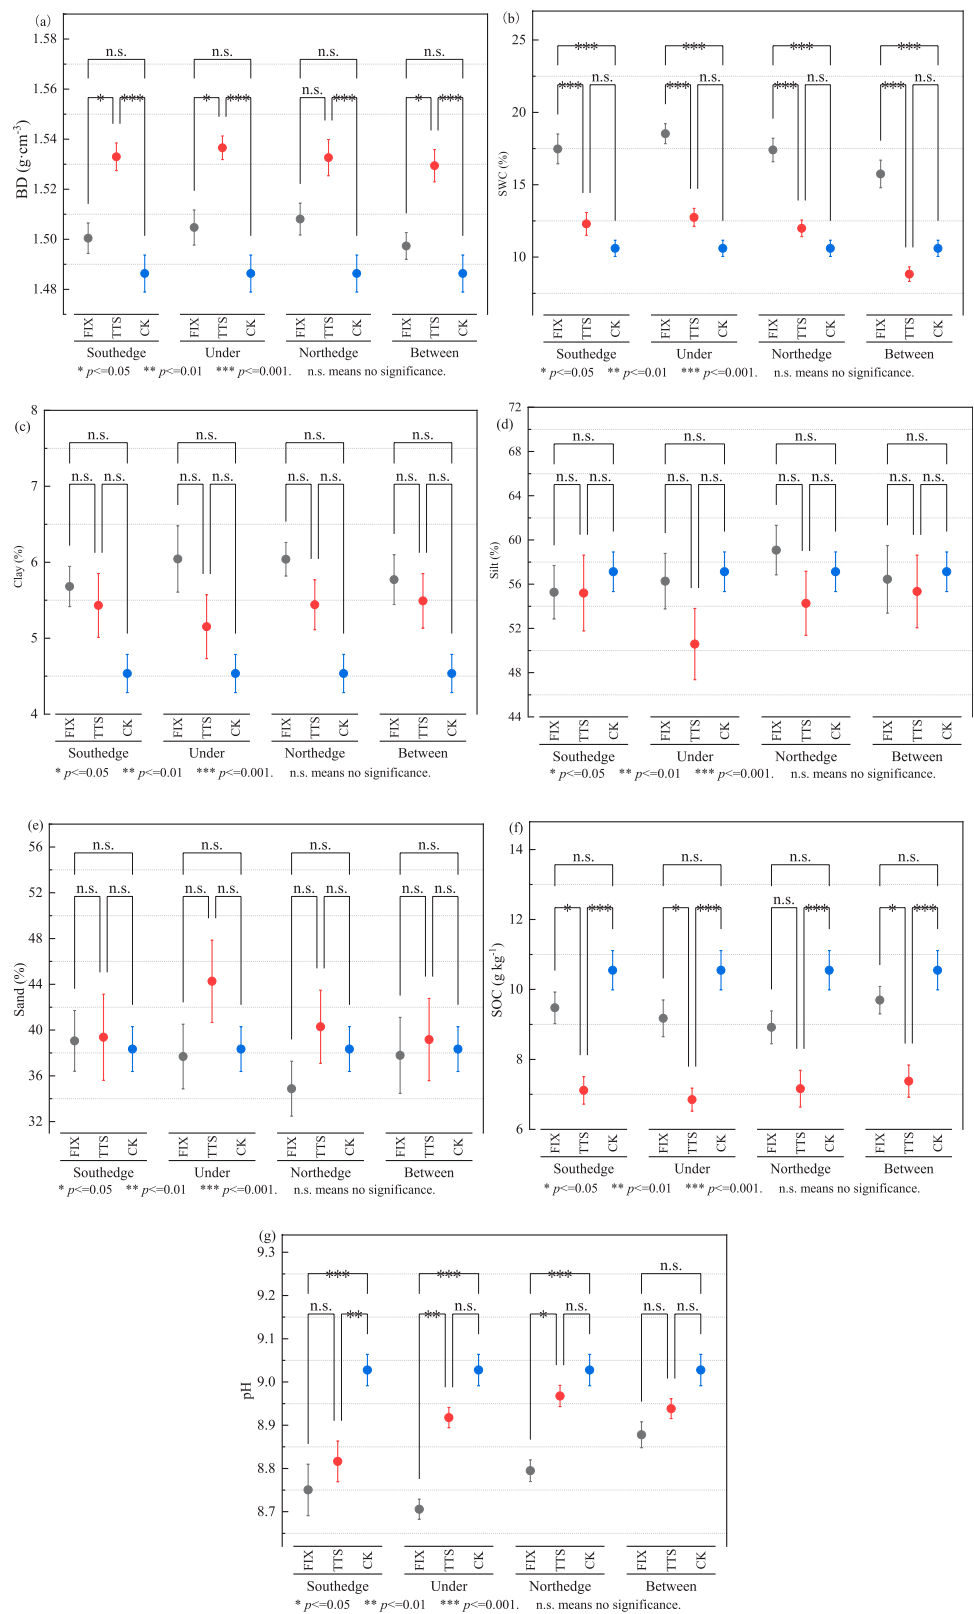 (a)
1.58
1.56
1.54
1.52
1.50
1.48
BD (g·cm-3)
n.s. n.s. n.s. n.s.
* *** * *** n.s. *** * ***
FIX TTS CK FIX TTS CK FIX TTS CK FIX TTS CK
Southedge Under Northedge Between
* p<=0.05 ** p<=0.01 *** p<=0.001. n.s. means no significance.
(b)
25
20
15
10
SWC (%)
*** *** *** ***
*** n.s. *** n.s. *** n.s. *** n.s.
FIX TTS CK FIX TTS CK FIX TTS CK FIX TTS CK
Southedge Under Northedge Between
* p<=0.05 ** p<=0.01 *** p<=0.001. n.s. means no significance.
(c)
8
7
6
5
4
Clay (%)
n.s. n.s. n.s. n.s.
n.s. n.s. n.s. n.s. n.s. n.s. n.s. n.s.
FIX TTS CK FIX TTS CK FIX TTS CK FIX TTS CK
Southedge Under Northedge Between
* p<=0.05 ** p<=0.01 *** p<=0.001. n.s. means no significance.
(d)
72
68
64
60
56
52
48
44
Silt (%)
n.s. n.s. n.s. n.s.
n.s. n.s. n.s. n.s. n.s. n.s. n.s. n.s.
FIX TTS CK FIX TTS CK FIX TTS CK FIX TTS CK
Southedge Under Northedge Between
* p<=0.05 ** p<=0.01 *** p<=0.001. n.s. means no significance.
(e)
56
52
48
44
40
36
32
Sand (%)
n.s. n.s. n.s. n.s.
n.s. n.s. n.s. n.s. n.s. n.s. n.s. n.s.
FIX TTS CK FIX TTS CK FIX TTS CK FIX TTS CK
Southedge Under Northedge Between
* p<=0.05 ** p<=0.01 *** p<=0.001. n.s. means no significance.
(f)
14
12
10
8
6
SOC (g kg-1)
n.s. n.s. n.s. n.s.
* *** * *** n.s. *** * ***
FIX TTS CK FIX TTS CK FIX TTS CK FIX TTS CK
Southedge Under Northedge Between
* p<=0.05 ** p<=0.01 *** p<=0.001. n.s. means no significance.
(g)
9.3
9.2
9.1
9.0
8.9
8.8
8.7
pH
*** *** *** n.s.
n.s. ** ** n.s. * n.s. n.s. n.s.
FIX TTS CK FIX TTS CK FIX TTS CK FIX TTS CK
Southedge Under Northedge Between
* p<=0.05 ** p<=0.01 *** p<=0.001. n.s. means no significance.